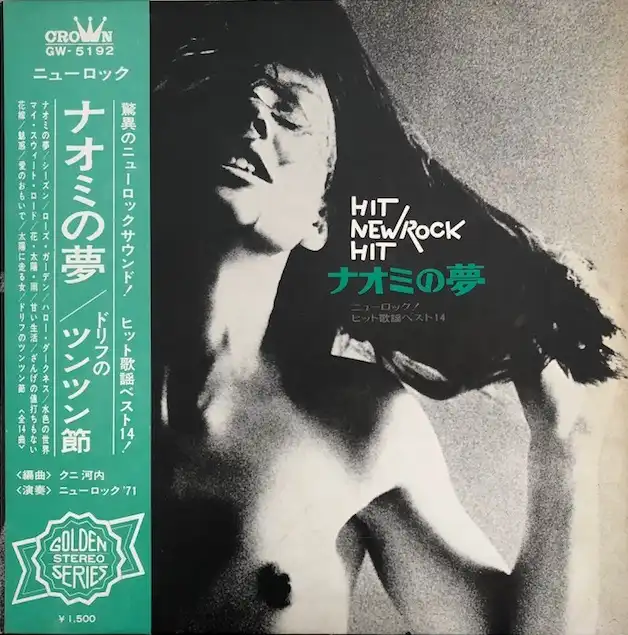 CROWN
GW-5192
ニューロック
驚異のニューロックサウンド! ヒット歌謡ベスト14!
ナオミの夢/ドリフのツンツン節
ナオミの夢/シーズン/ローズ・ガーデン/ハロー・ダークネス/水色の世界
マイ・スウィート・ロード/花・太陽・雨/甘い生活/ざんげの値打ちもない
花嫁/魅惑/愛のおもいで/太陽に走る女/ドリフのツンツン節 〈全14曲〉
〈編曲〉 クニ 河内
〈演奏〉 ニューロック'71
GOLDEN
STEREO
SERIES
¥1,500
HIT
NEW ROCK
HIT
ナオミの夢
ニューロック!
ヒット歌謡ベスト14